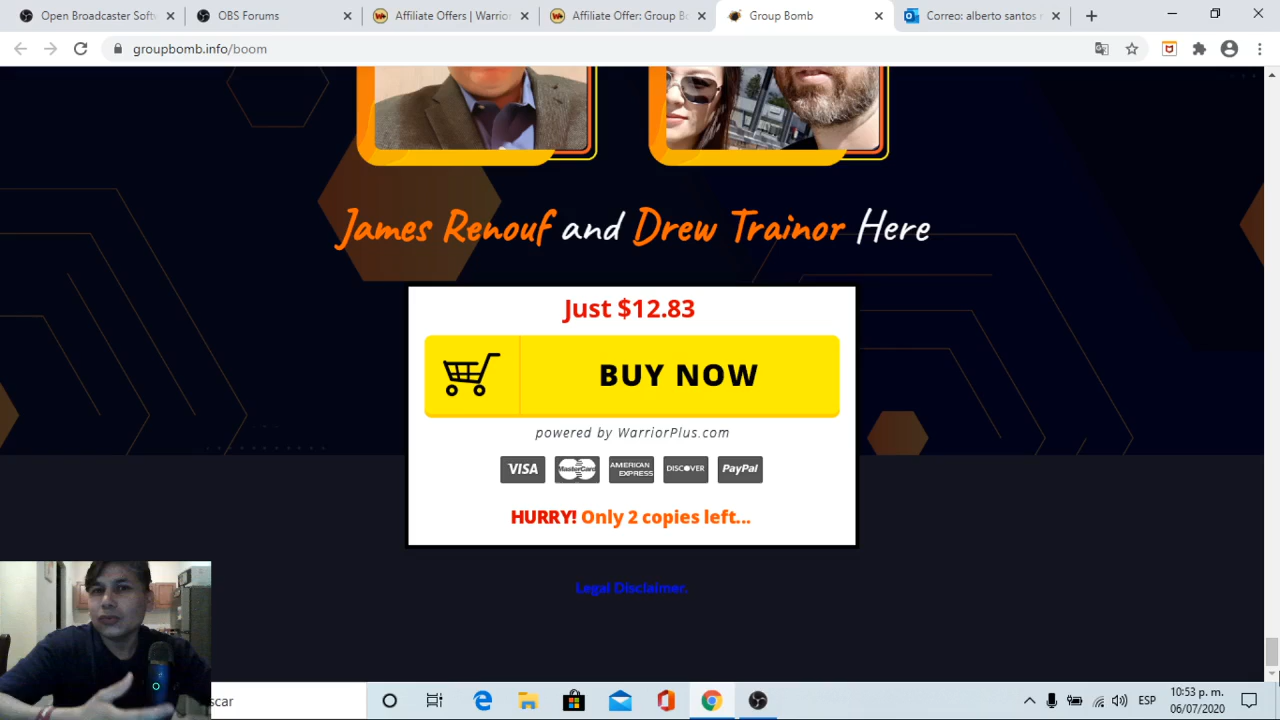 Open Broadcaster Softw
OBS Forums
Affiliate Offers | Warrior
Affiliate Offer: Group B
Group Bomb
Correo: alberto santos
groupbomb.info/boom
James Renouf and Drew Trainor Here
Just $12.83
BUY NOW
powered by WarriorPlus.com
VISA MasterCard AMERICAN EXPRESS DISCOVER PayPal
HURRY! Only 2 copies left...
Legal Disclaimer.
scar
ESP
10:53 p. m.
06/07/2020